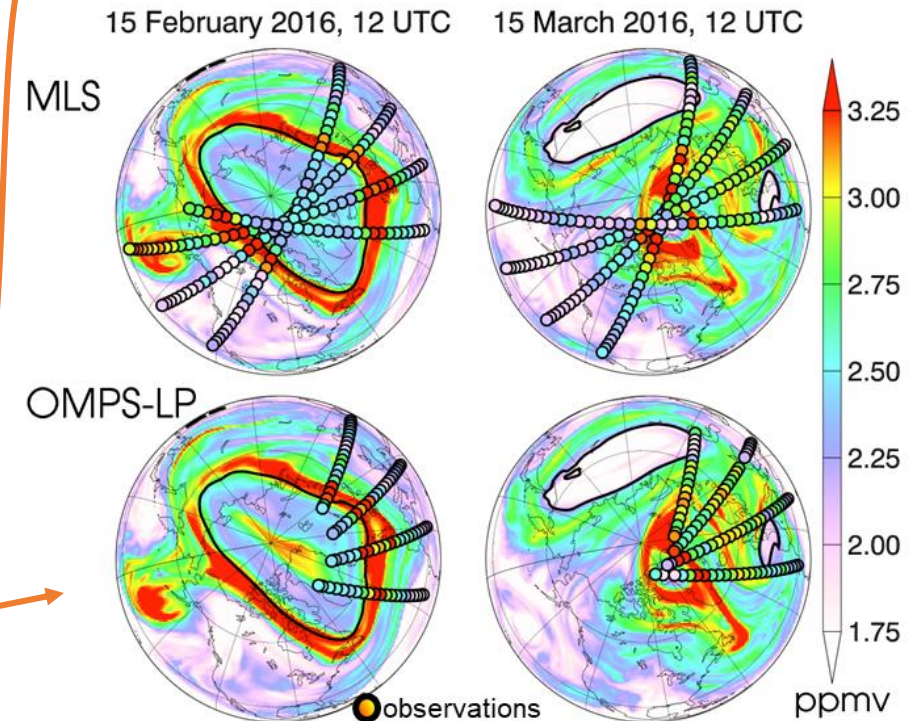 15 February 2016, 12 UTC
15 March 2016, 12 UTC
MLS
OMPS-LP
3.25
3.00
2.75
2.50
2.25
2.00
1.75
ppmv
observations